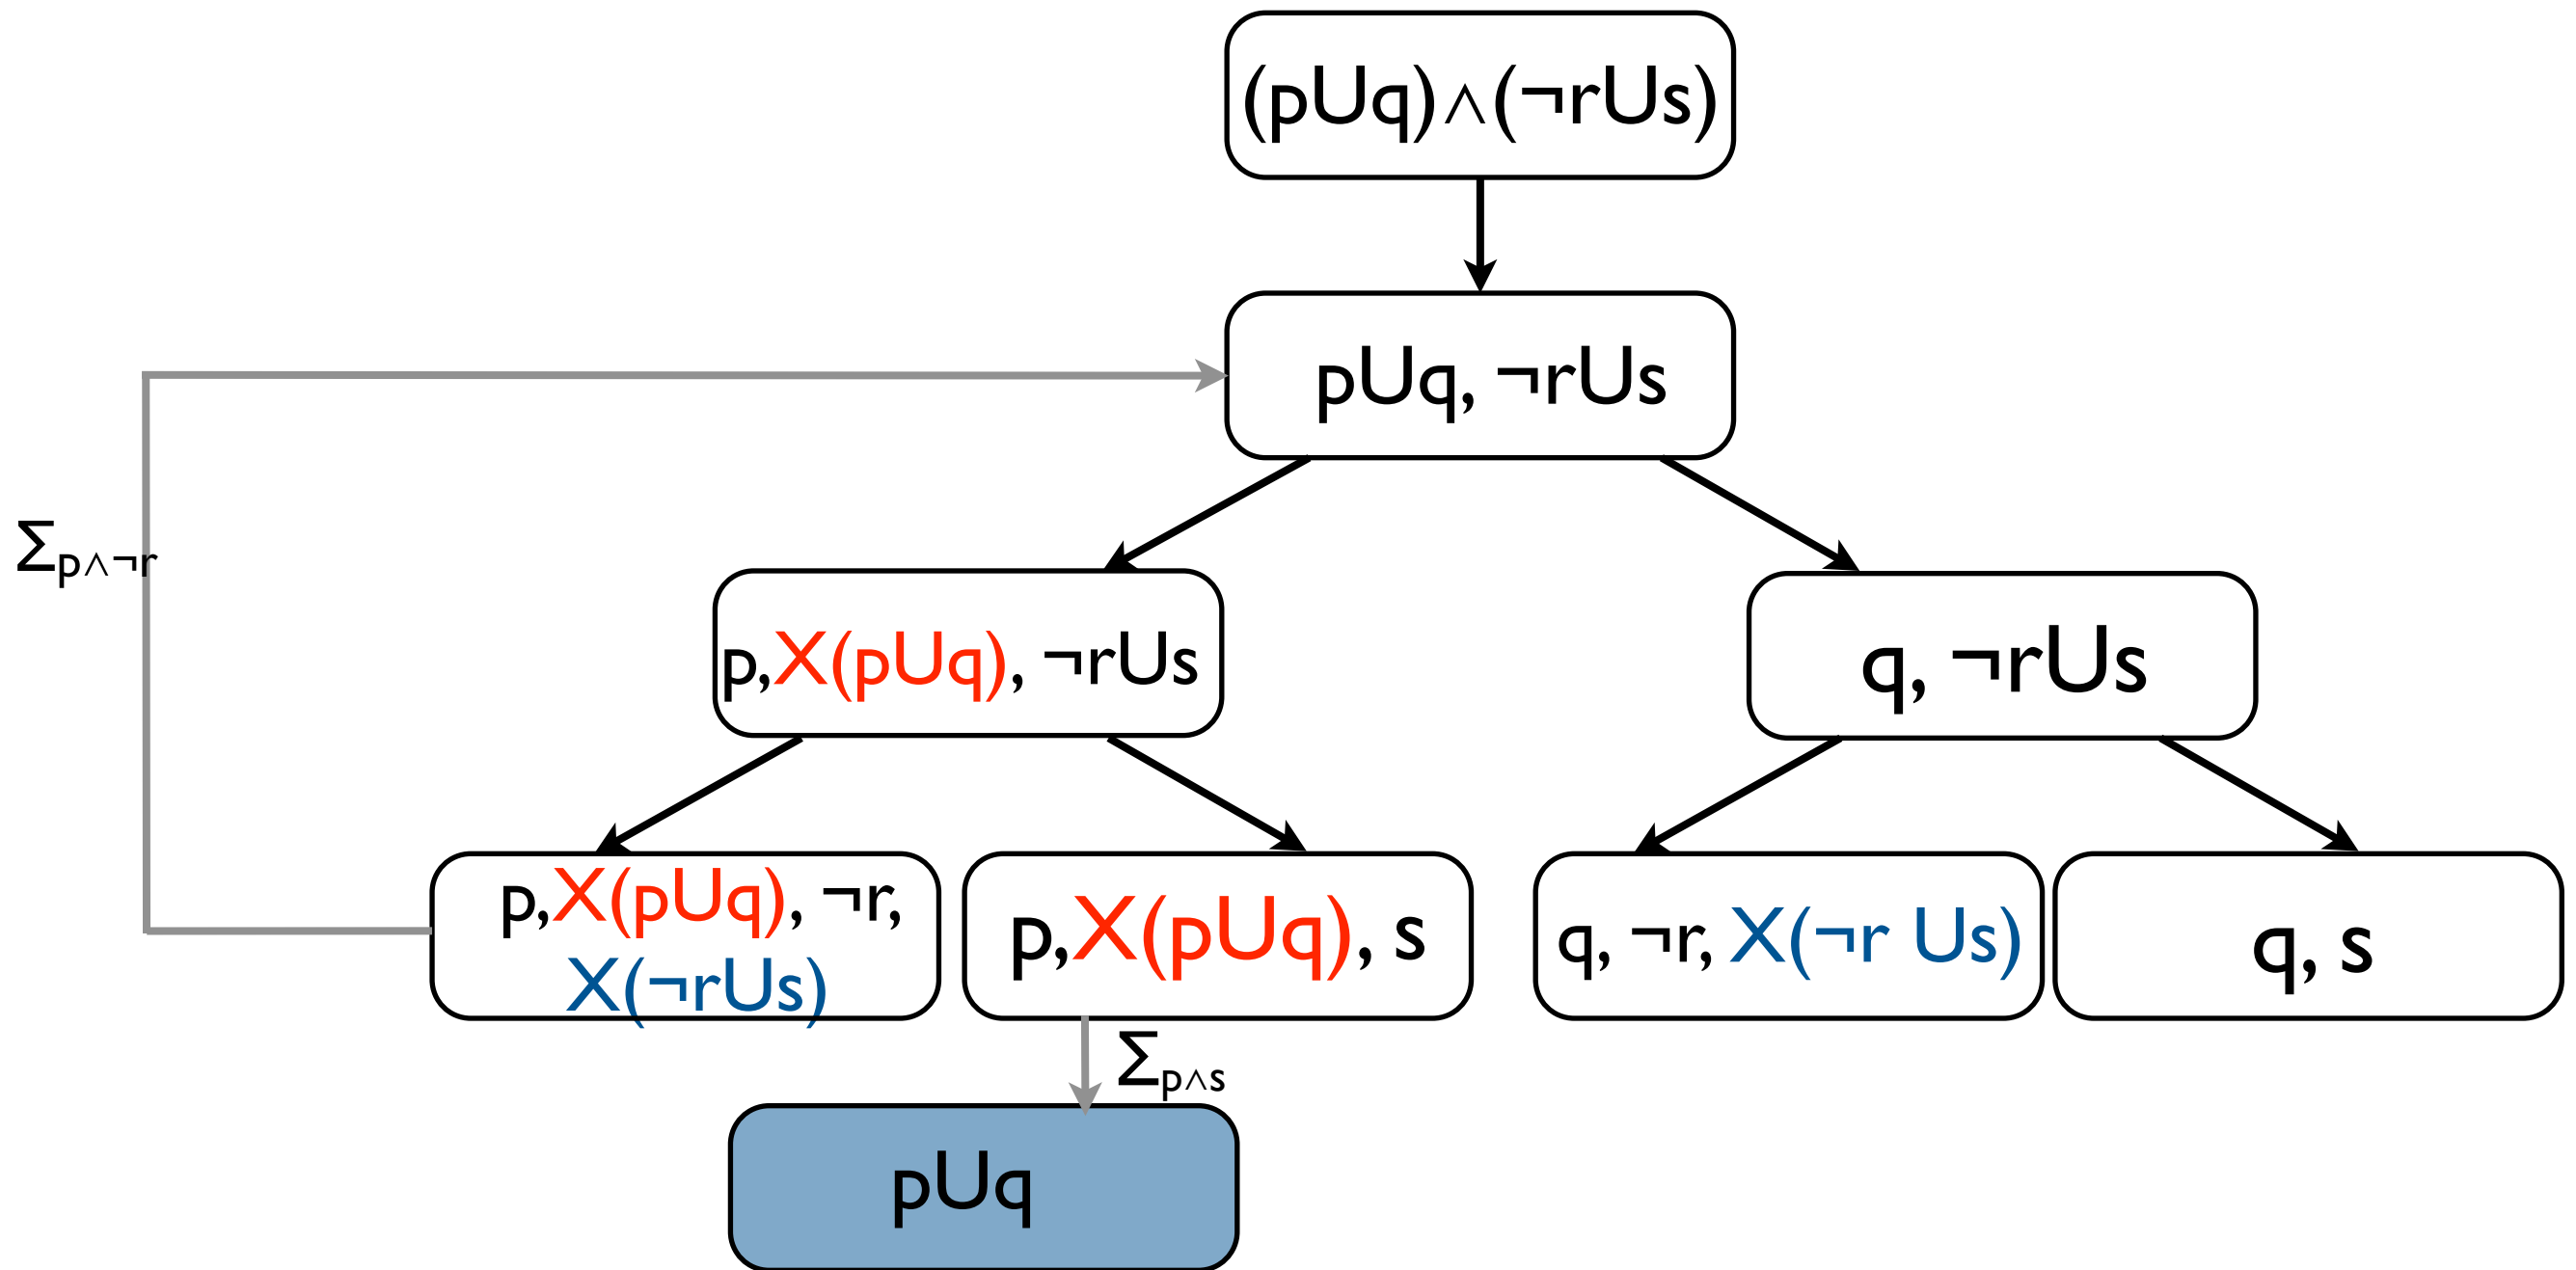 (pUq)∧(¬rUs)
pUq, ¬rUs
Σp∧¬r
p,X(pUq), ¬rUs
q, ¬rUs
p,X(pUq), ¬r,
X(¬rUs)
p,X(pUq), s
q, ¬r, X(¬r Us)
q, s
Σp∧s
pUq